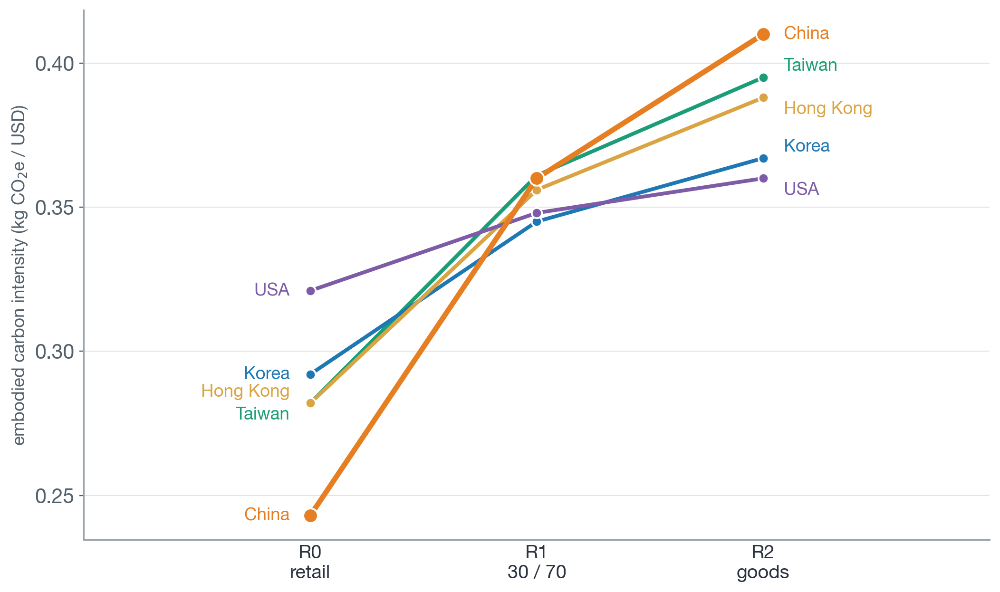 embodied carbon intensity (kg CO₂e / USD)
0.40
0.35
0.30
0.25
China
Taiwan
Hong Kong
Korea
USA
USA
Korea
Hong Kong
Taiwan
China
R0
retail
R1
30 / 70
R2
goods